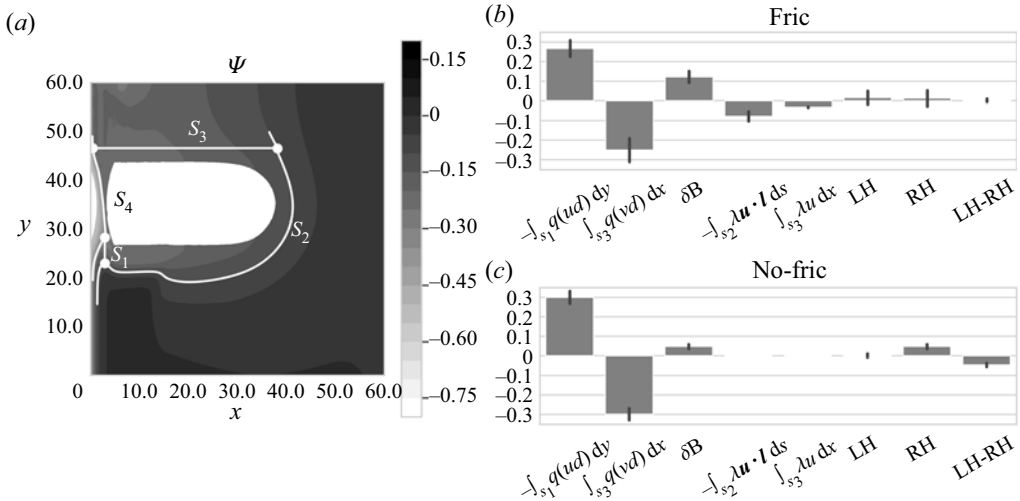 (a)
Ψ
60.0
50.0
40.0
30.0
20.0
10.0
0
y
10.0 20.0 30.0 40.0 50.0 60.0
x
S3
S4
S2
S1
0.15
0
−0.15
−0.30
−0.45
−0.60
−0.75
(b)
Fric
0.3
0.2
0.1
0
−0.1
−0.2
−0.3
−∫S1 q(ud) dy
∫S3 q(vd) dx
δB
−∫S2 λu · l ds
∫S3 λu dx
LH
RH
LH-RH
(c)
No-fric
0.3
0.2
0.1
0
−0.1
−0.2
−0.3
−∫S1 q(ud) dy
∫S3 q(vd) dx
δB
−∫S2 λu · l ds
∫S3 λu dx
LH
RH
LH-RH